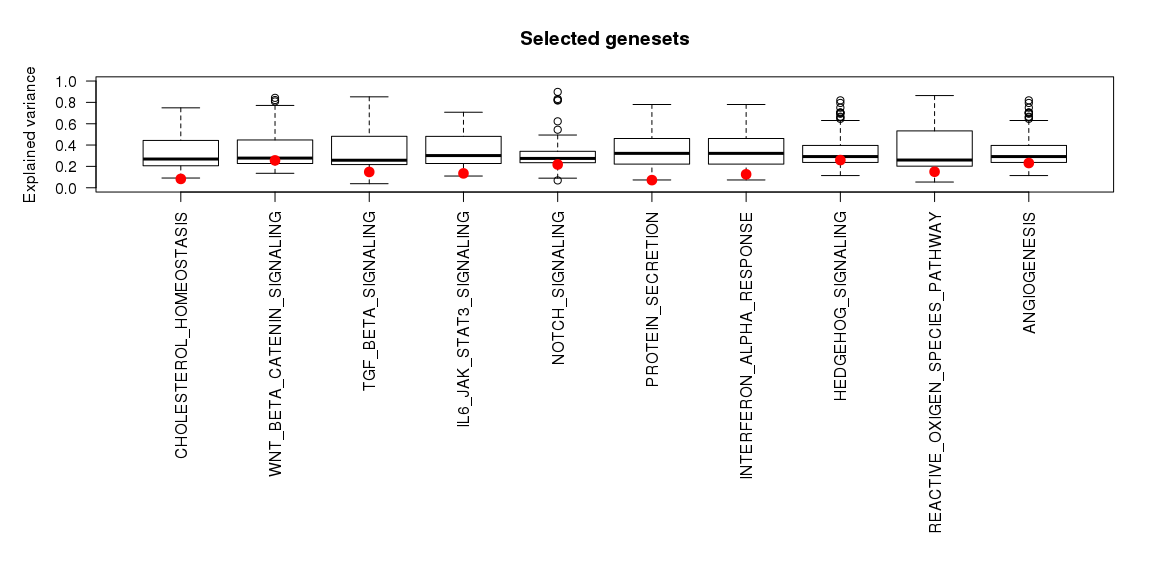 Selected genesets
Explained variance
1.0
0.8
0.6
0.4
0.2
0.0
CHOLESTEROL_HOMEOSTASIS
WNT_BETA_CATENIN_SIGNALING
TGF_BETA_SIGNALING
IL6_JAK_STAT3_SIGNALING
NOTCH_SIGNALING
PROTEIN_SECRETION
INTERFERON_ALPHA_RESPONSE
HEDGEHOG_SIGNALING
REACTIVE_OXIGEN_SPECIES_PATHWAY
ANGIOGENESIS